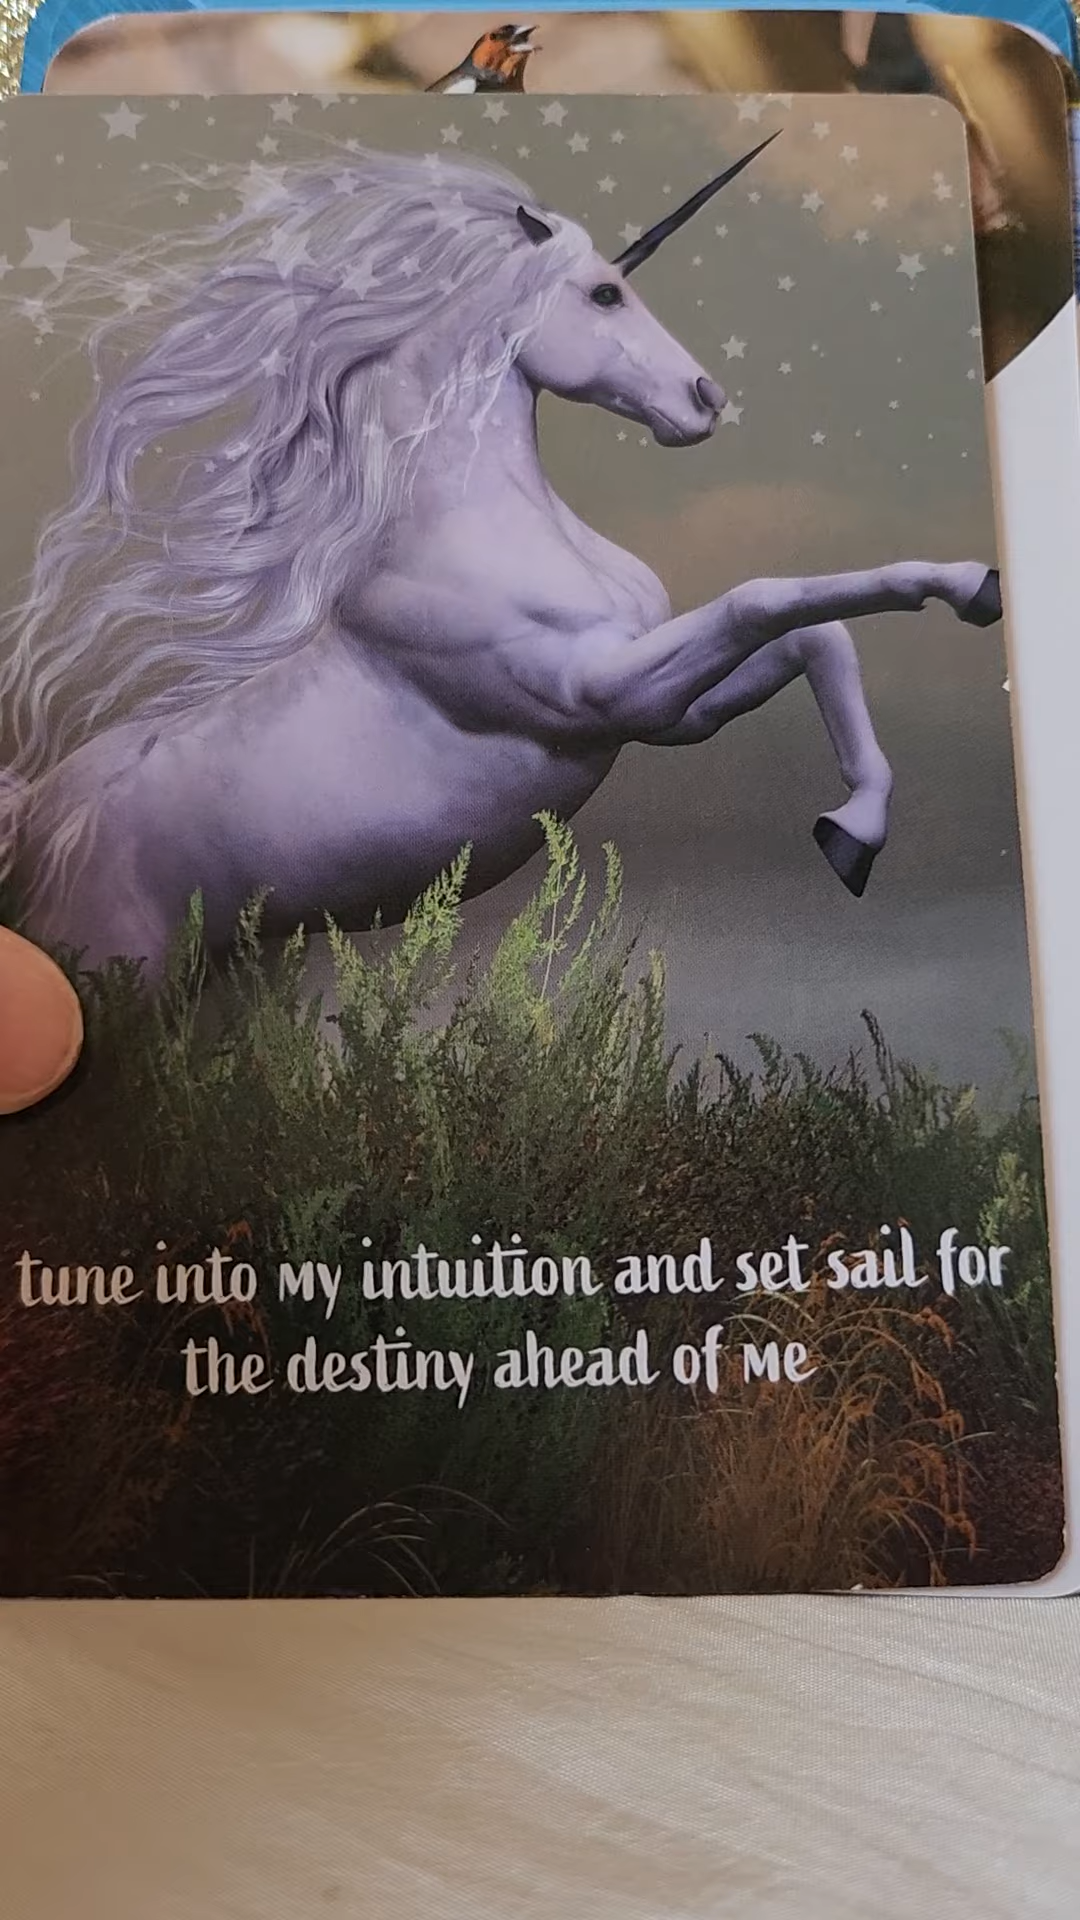 tune into my intuition and set sail for
the destiny ahead of me